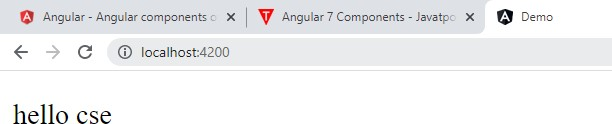 Angular - Angular components o
Angular 7 Components - Javatpo
Demo
localhost:4200
hello cse